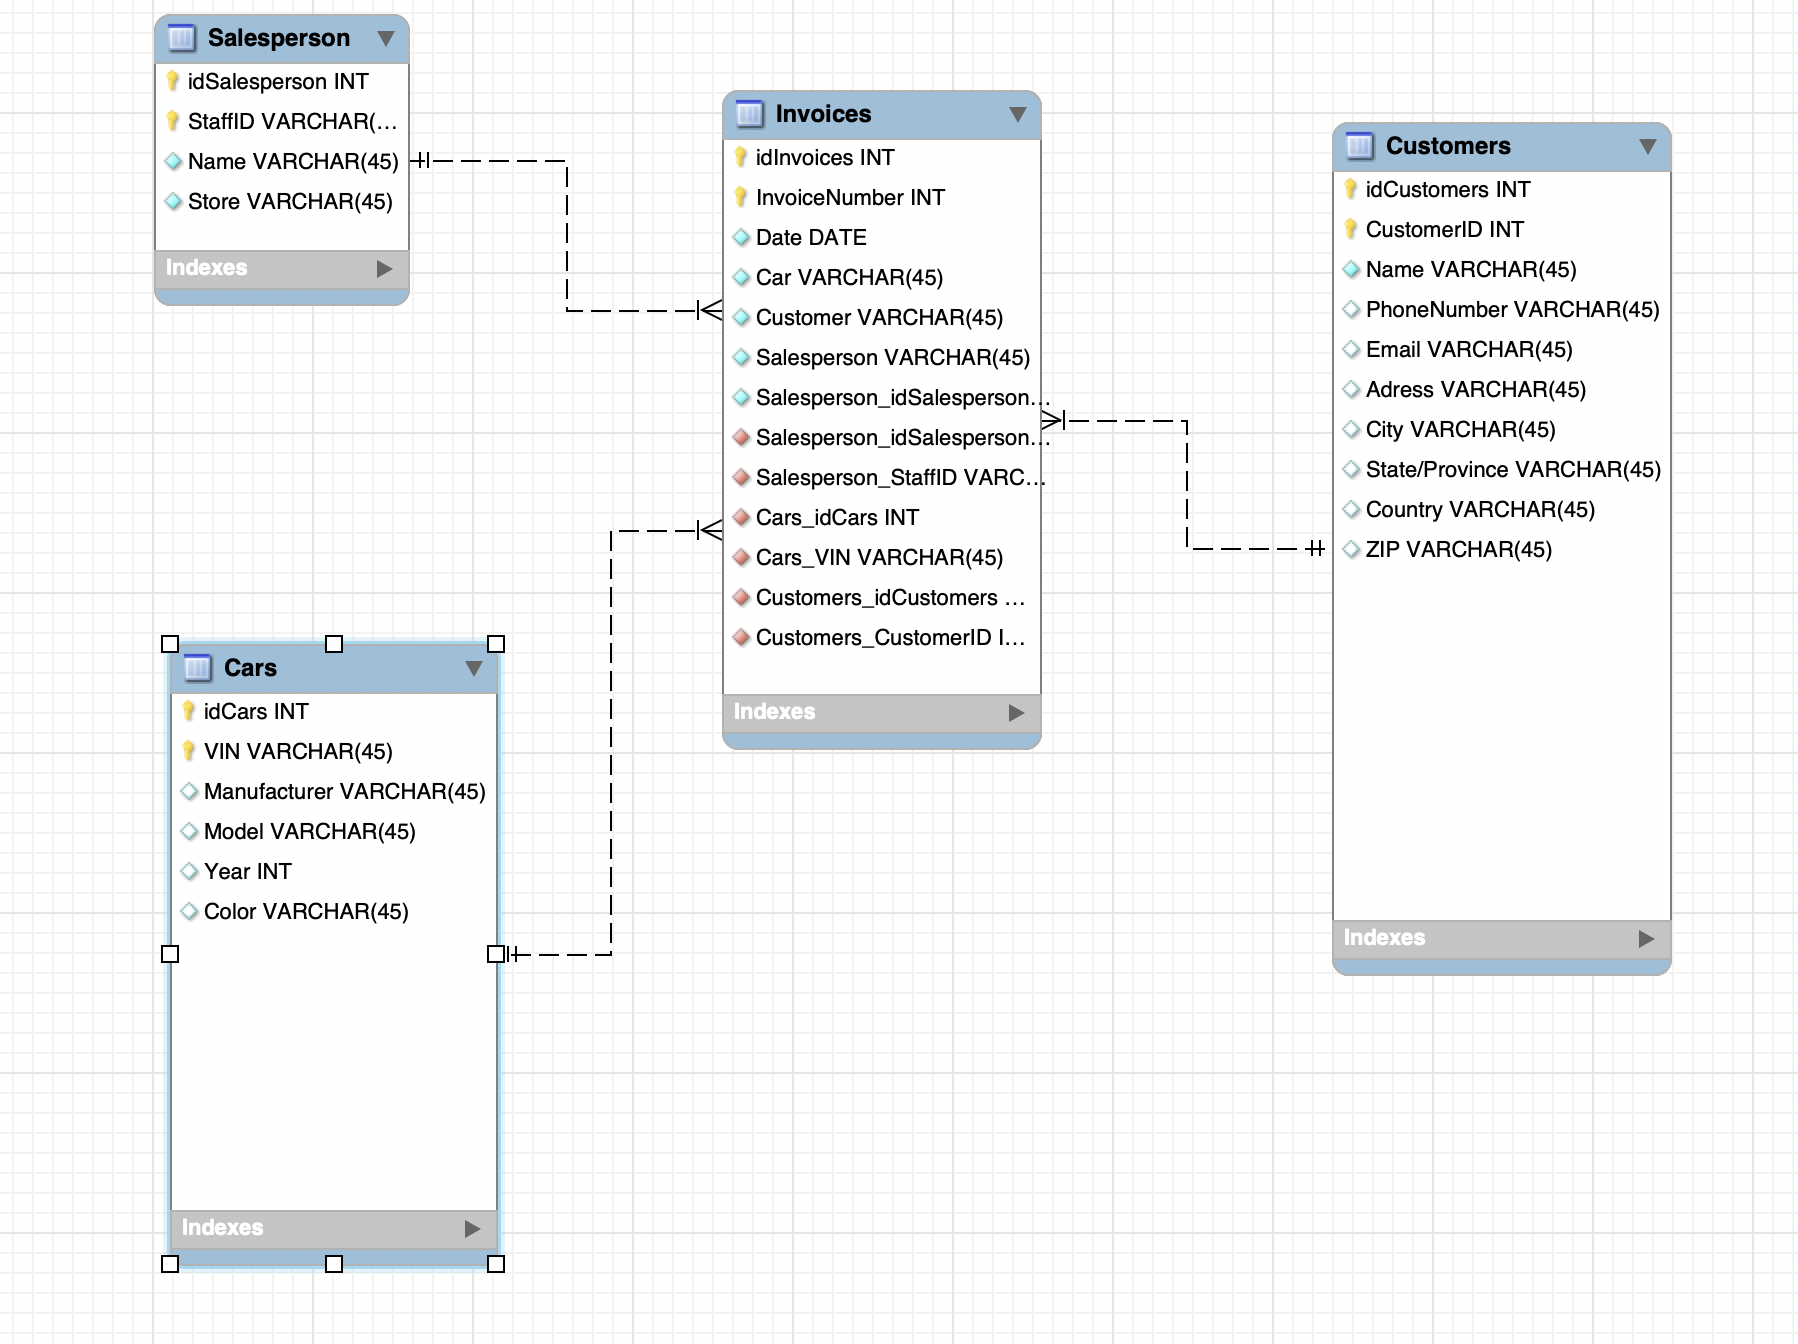 Salesperson
idSalesperson INT
StaffID VARCHAR(...
Name VARCHAR(45)
Store VARCHAR(45)
Indexes
Invoices
idInvoices INT
InvoiceNumber INT
Date DATE
Car VARCHAR(45)
Customer VARCHAR(45)
Salesperson VARCHAR(45)
Salesperson_idSalesperson...
Salesperson_idSalesperson...
Salesperson_StaffID VARC...
Cars_idCars INT
Cars_VIN VARCHAR(45)
Customers_idCustomers ...
Customers_CustomerID I...
Indexes
Customers
idCustomers INT
CustomerID INT
Name VARCHAR(45)
PhoneNumber VARCHAR(45)
Email VARCHAR(45)
Adress VARCHAR(45)
City VARCHAR(45)
State/Province VARCHAR(45)
Country VARCHAR(45)
ZIP VARCHAR(45)
Indexes
Cars
idCars INT
VIN VARCHAR(45)
Manufacturer VARCHAR(45)
Model VARCHAR(45)
Year INT
Color VARCHAR(45)
Indexes